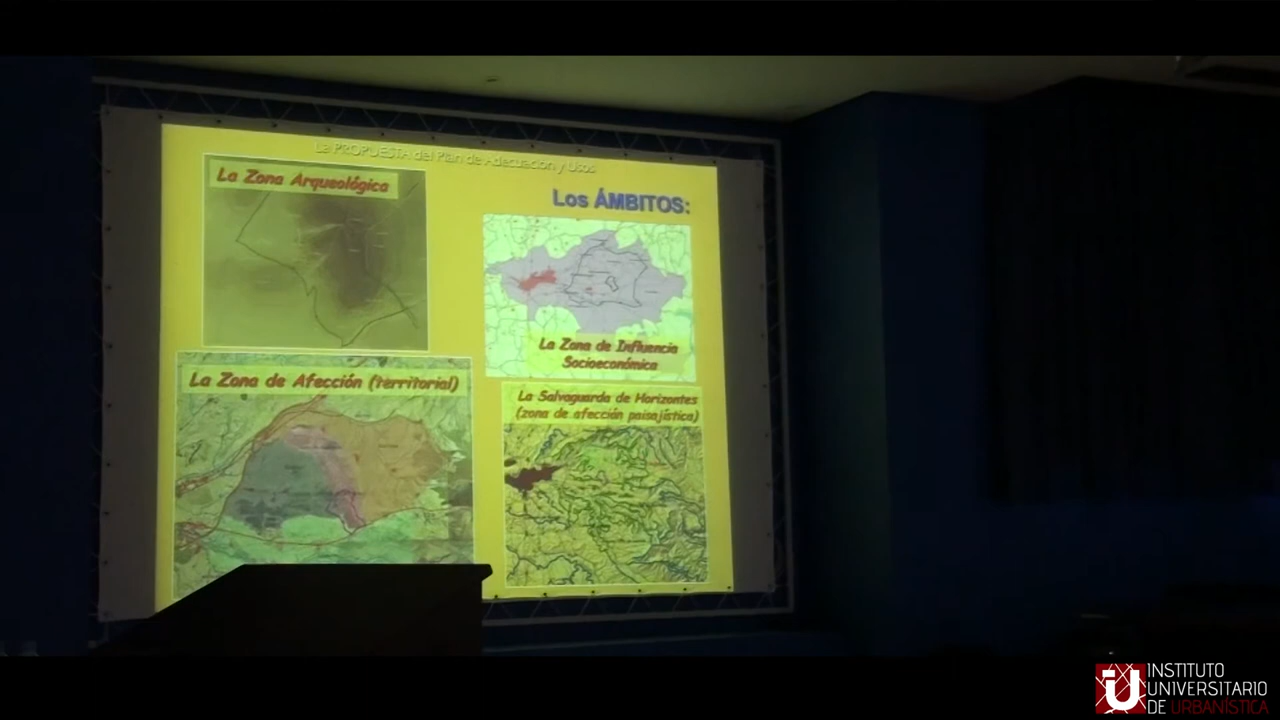 La PROPUESTA del Plan de Adecuación y Usos
La Zona Arqueológica
Los ÁMBITOS:
La Zona de Influencia
Socioeconómica
La Zona de Afección (territorial)
La Salvaguarda de Horizontes
(zona de afección paisajística)
INSTITUTO
UNIVERSITARIO
DE URBANÍSTICA